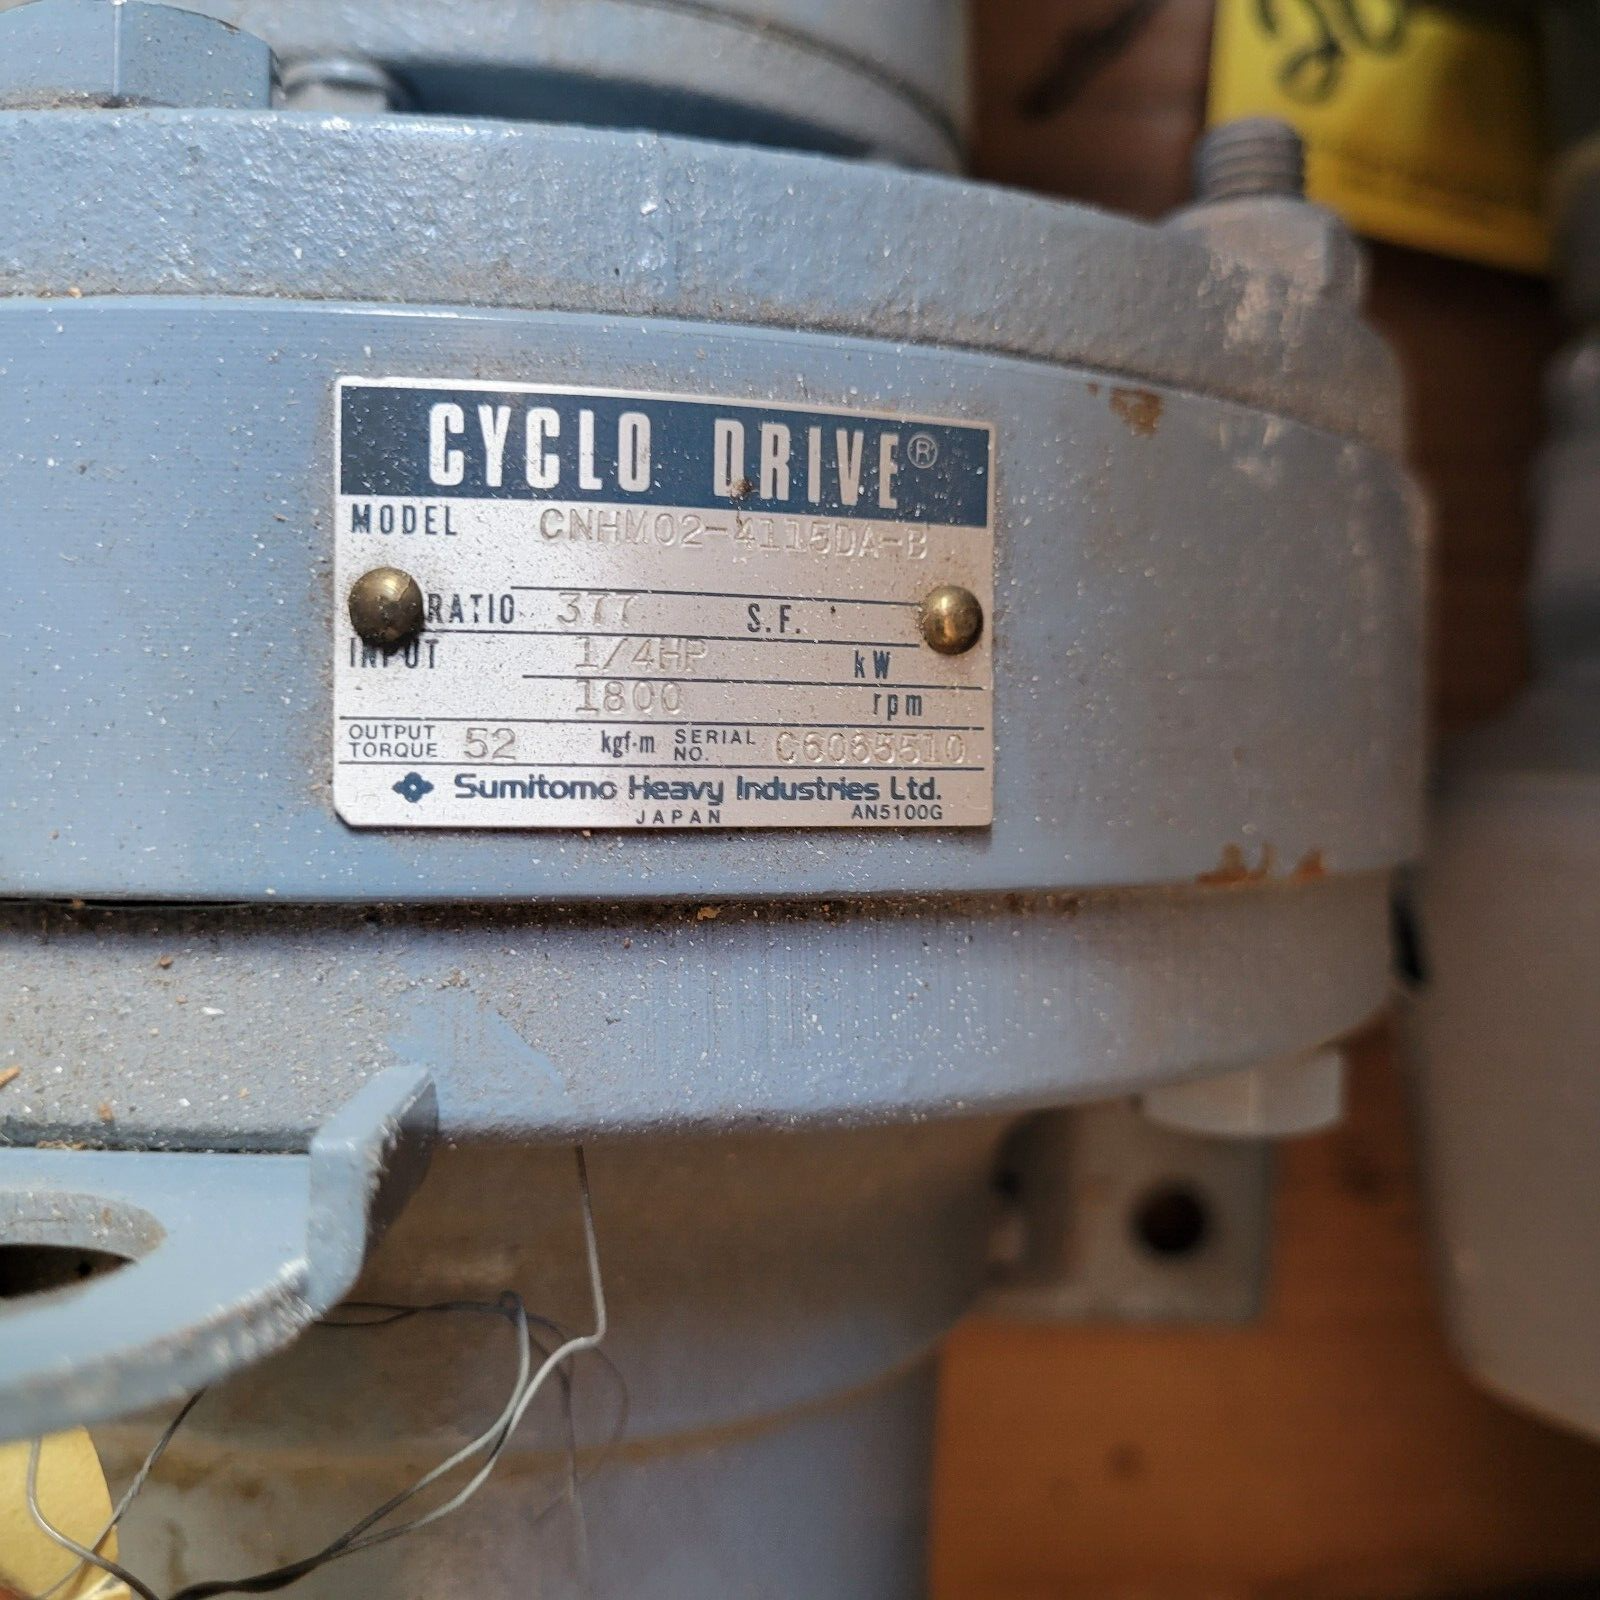 20
CYCLO DRIVE®
MODEL CNHM02-4115DA-B
RATIO 377 S.F.
INPUT 1/4HP kW
1800 rpm
OUTPUT TORQUE 52 kgf·m SERIAL NO. C6065510
Sumitomo Heavy Industries Ltd.
JAPAN AN5100G